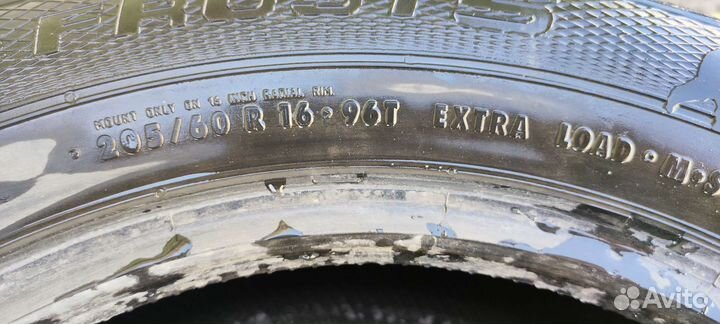 MOUNT ONLY ON 16 INCH RADIAL RIM.
205/60 R 16 • 96T EXTRA LOAD • M+S
Avito